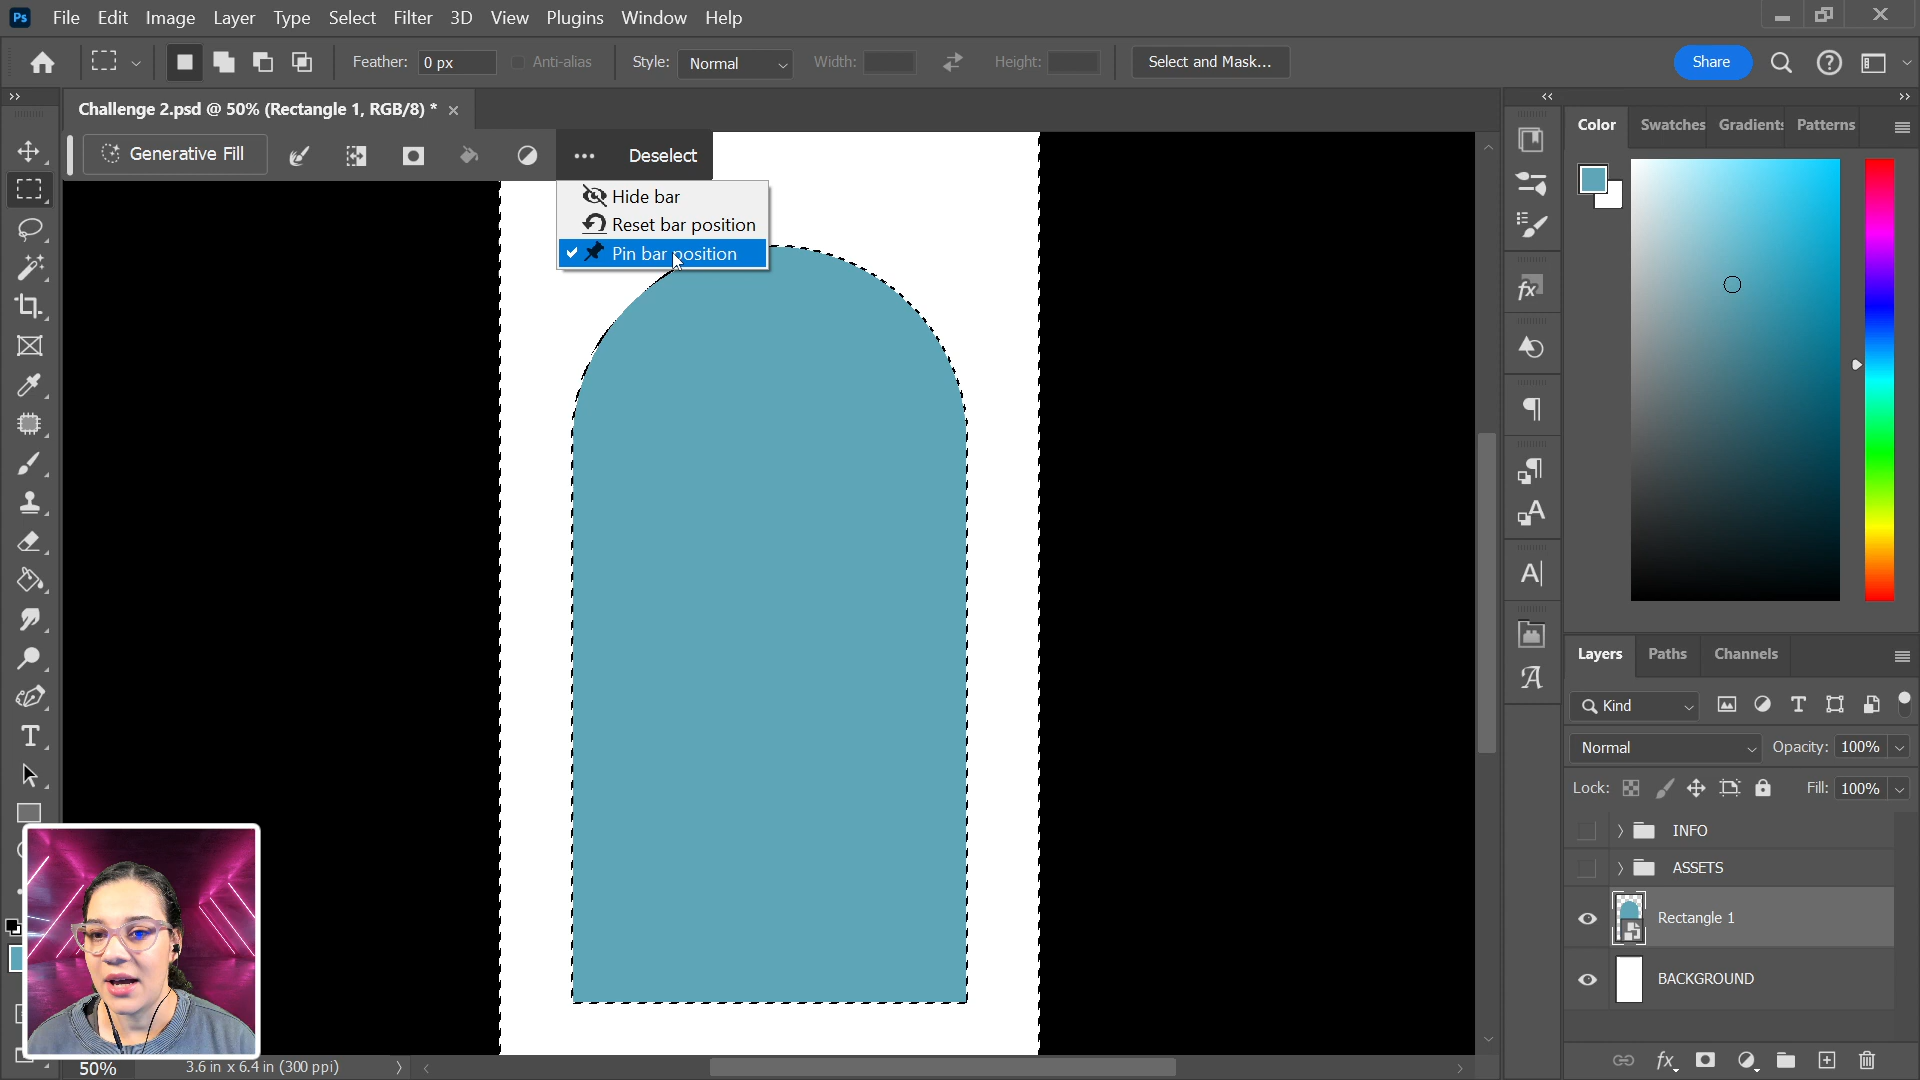 Ps File Edit Image Layer Type Select Filter 3D View Plugins Window Help
Feather: 0 px Anti-alias Style: Normal Width: Height: Select and Mask... Share
Challenge 2.psd @ 50% (Rectangle 1, RGB/8) *
Generative Fill Deselect
Hide bar
Reset bar position
Pin bar position
Color Swatches Gradients Patterns
Layers Paths Channels
Kind
Normal Opacity: 100%
Lock: Fill: 100%
INFO
ASSETS
Rectangle 1
BACKGROUND
50% 3.6 in x 6.4 in (300 ppi)